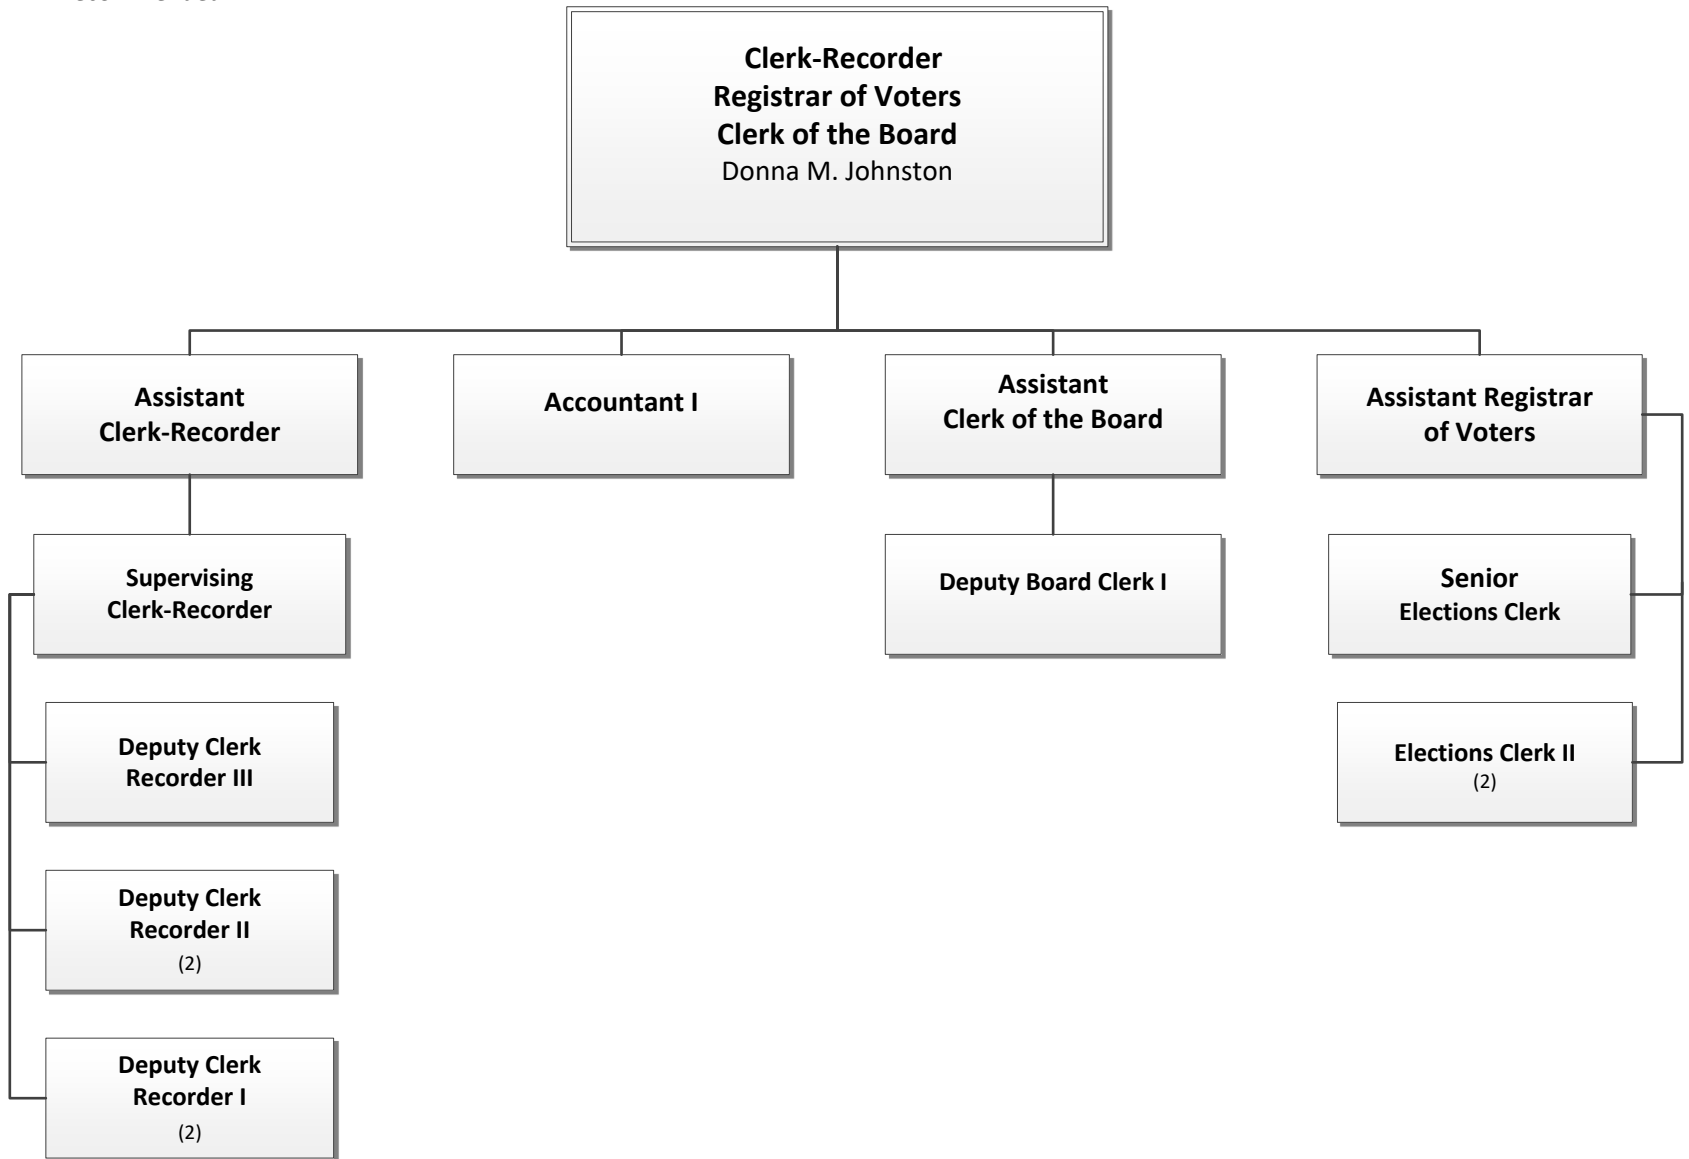 Clerk-Recorder
Registrar of Voters
Clerk of the Board
Donna M. Johnston
Assistant
Clerk-Recorder
Accountant I
Assistant
Clerk of the Board
Assistant Registrar
of Voters
Supervising
Clerk-Recorder
Deputy Board Clerk I
Senior
Elections Clerk
Deputy Clerk
Recorder III
Elections Clerk II
(2)
Deputy Clerk
Recorder II
(2)
Deputy Clerk
Recorder I
(2)